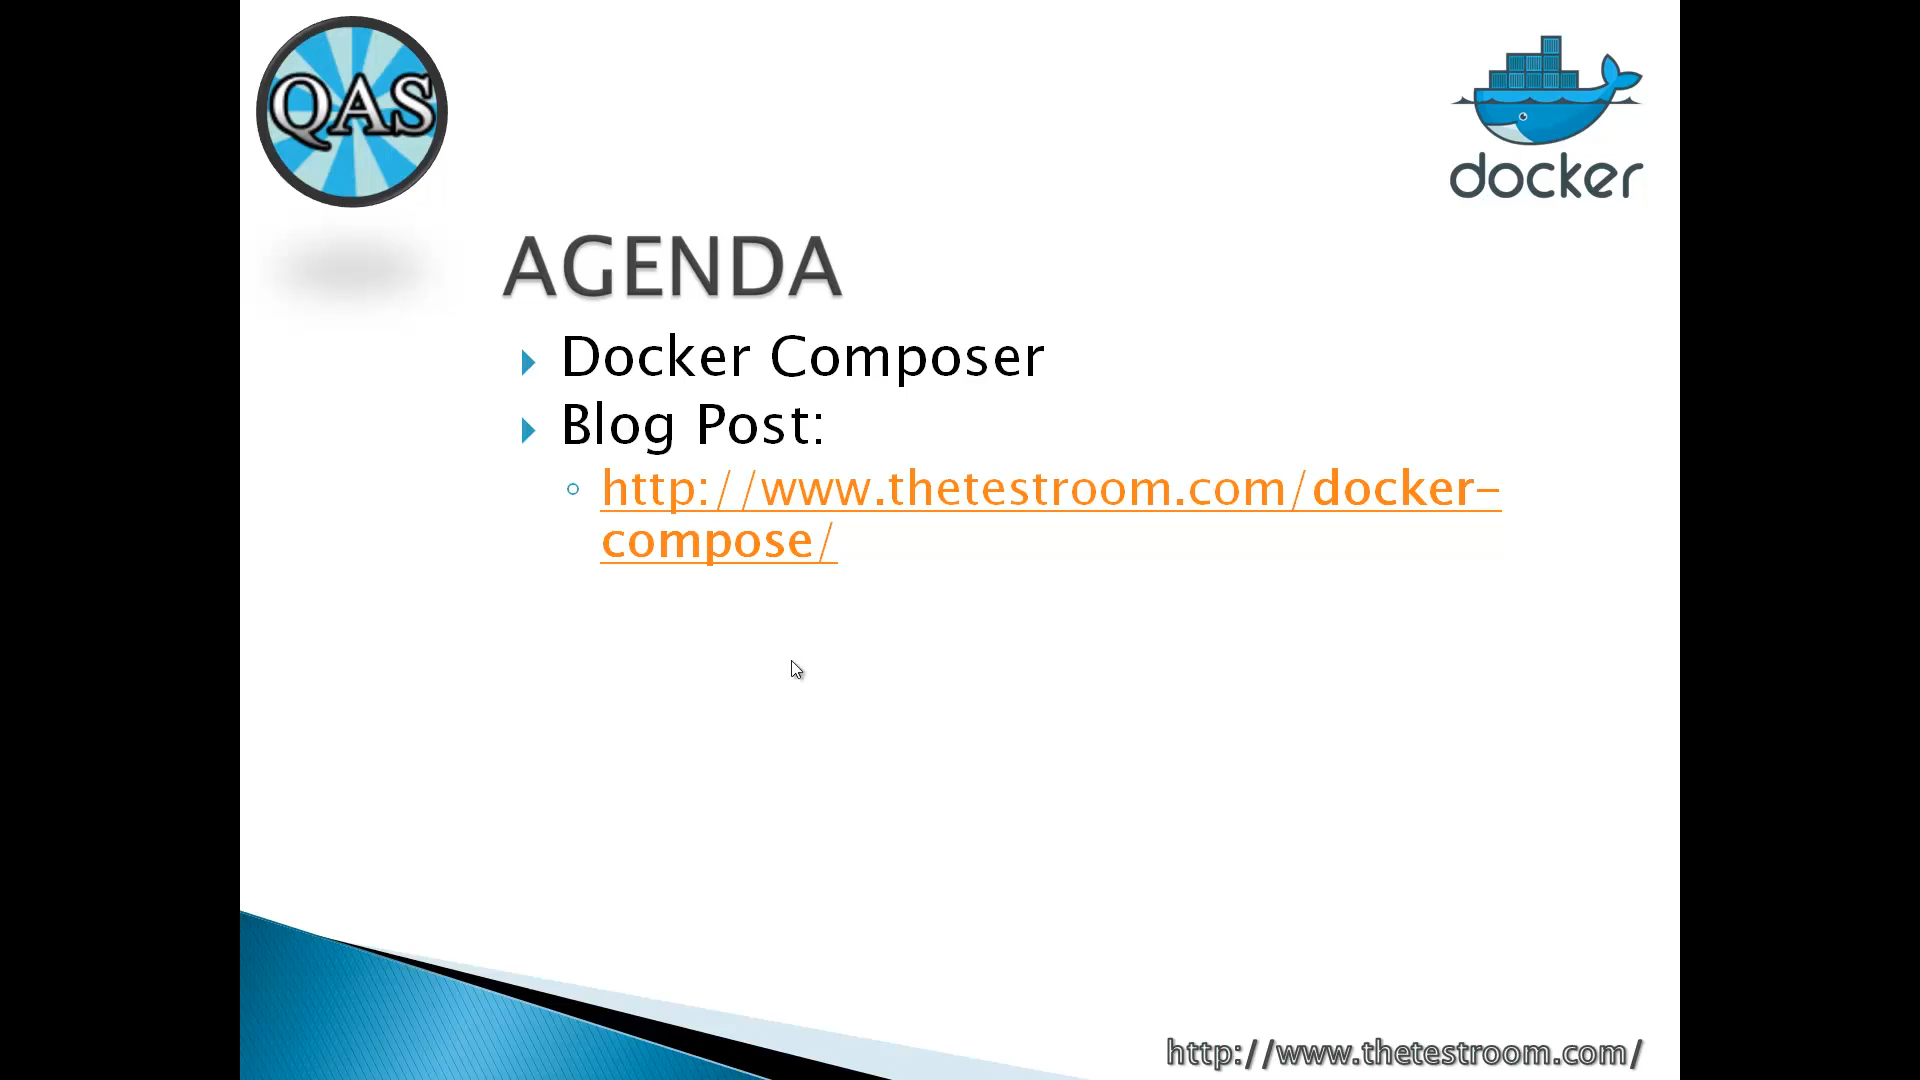 QAS
docker
AGENDA
Docker Composer
Blog Post:
http://www.thetestroom.com/docker-
compose/
http://www.thetestroom.com/